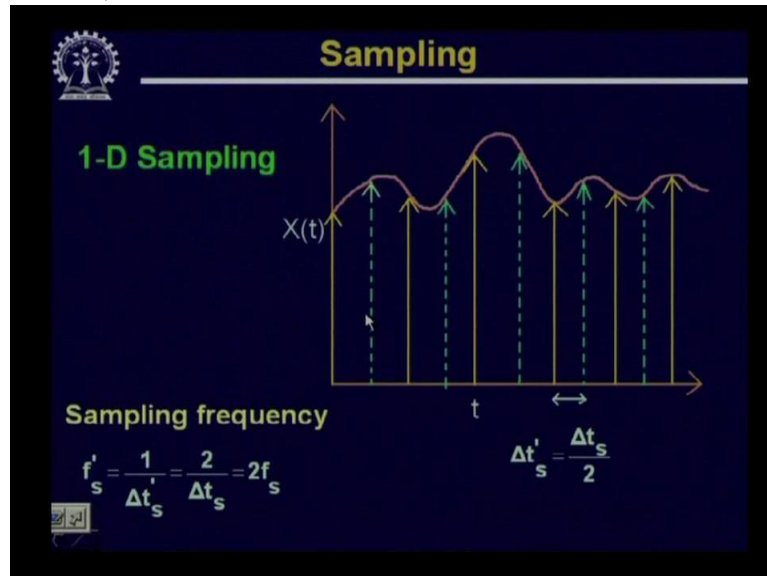 Sampling
1-D Sampling
X(t)
t
Sampling frequency
f's = 1/Δt's = 2/Δts = 2fs
Δt's = Δts/2